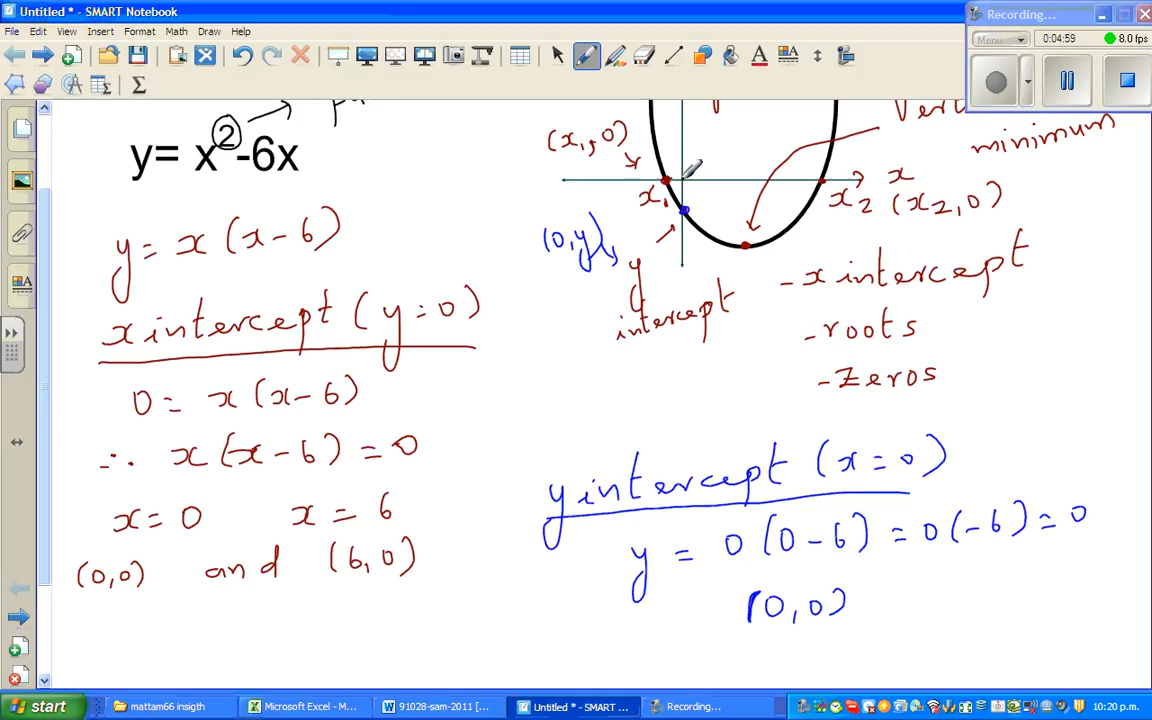 Untitled * - SMART Notebook
File Edit View Insert Format Math Draw Help
Recording...
Menu
0:04:59
8.0 fps
y= x²-6x
y = x (x-6)
x intercept (y=0)
0 = x (x-6)
∴ x (x-6) = 0
x=0 x = 6
(0,0) and (6,0)
(x₁,0)
x₁
x
x₂ (x₂,0)
minimum
(0,y)
y
intercept
-x intercept
-roots
-zeros
y intercept (x=0)
y = 0 (0-6) = 0(-6) = 0
(0,0)
start
mattam66 insigth
Microsoft Excel - F...
91028-sam-2011 [...
Untitled * - SMART ...
Recording...
10:20 p.m.